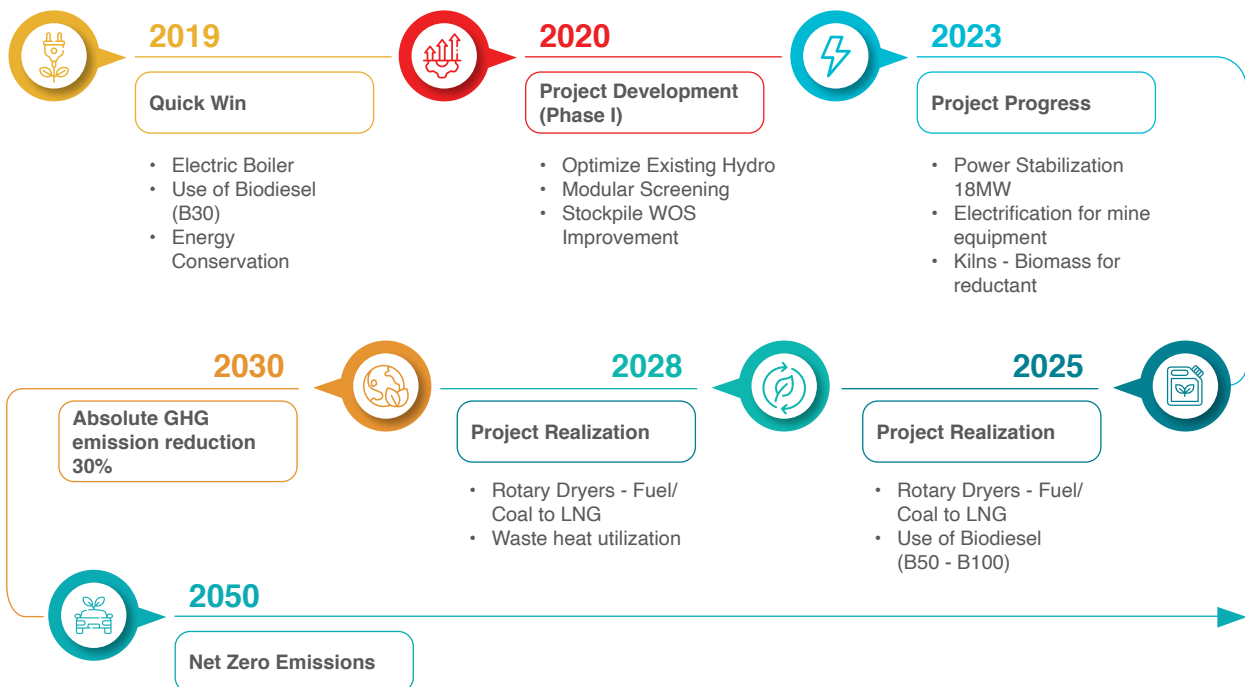 2019
Quick Win
• Electric Boiler
• Use of Biodiesel
(B30)
• Energy
Conservation
2020
Project Development
(Phase I)
• Optimize Existing Hydro
• Modular Screening
• Stockpile WOS
Improvement
2023
Project Progress
• Power Stabilization
18MW
• Electrification for mine
equipment
• Kilns - Biomass for
reductant
2025
Project Realization
• Rotary Dryers - Fuel/
Coal to LNG
• Use of Biodiesel
(B50 - B100)
2028
Project Realization
• Rotary Dryers - Fuel/
Coal to LNG
• Waste heat utilization
2030
Absolute GHG
emission reduction
30%
2050
Net Zero Emissions